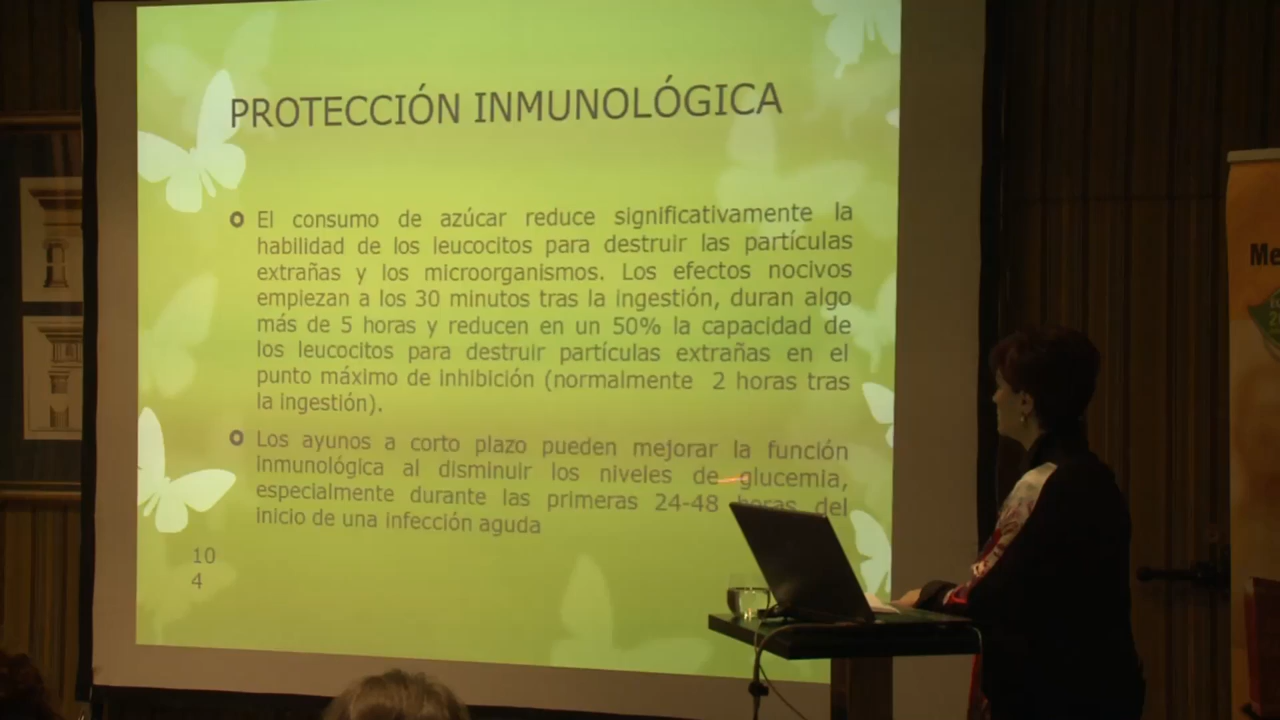 PROTECCIÓN INMUNOLÓGICA
El consumo de azúcar reduce significativamente la
habilidad de los leucocitos para destruir las partículas
extrañas y los microorganismos. Los efectos nocivos
empiezan a los 30 minutos tras la ingestión, duran algo
más de 5 horas y reducen en un 50% la capacidad de
los leucocitos para destruir partículas extrañas en el
punto máximo de inhibición (normalmente 2 horas tras
la ingestión).
Los ayunos a corto plazo pueden mejorar la función
inmunológica al disminuir los niveles de glucemia,
especialmente durante las primeras 24-48 horas del
inicio de una infección aguda
10
4
Me